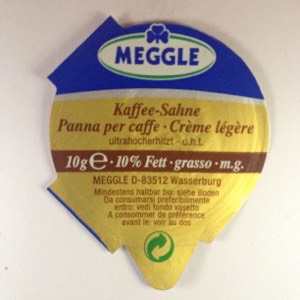 MEGGLE
Kaffee-Sahne
Panna per caffe · Crème légère
ultrahocherhitzt - u.h.t.
10g℮ · 10% Fett · grasso · m.g.
MEGGLE D-83512 Wasserburg
Mindestens haltbar bis: siehe Boden
Da consumarsi preferibilmente
entro: vedi fondo vasetto
A consommer de préférence
avant le: voir au dos